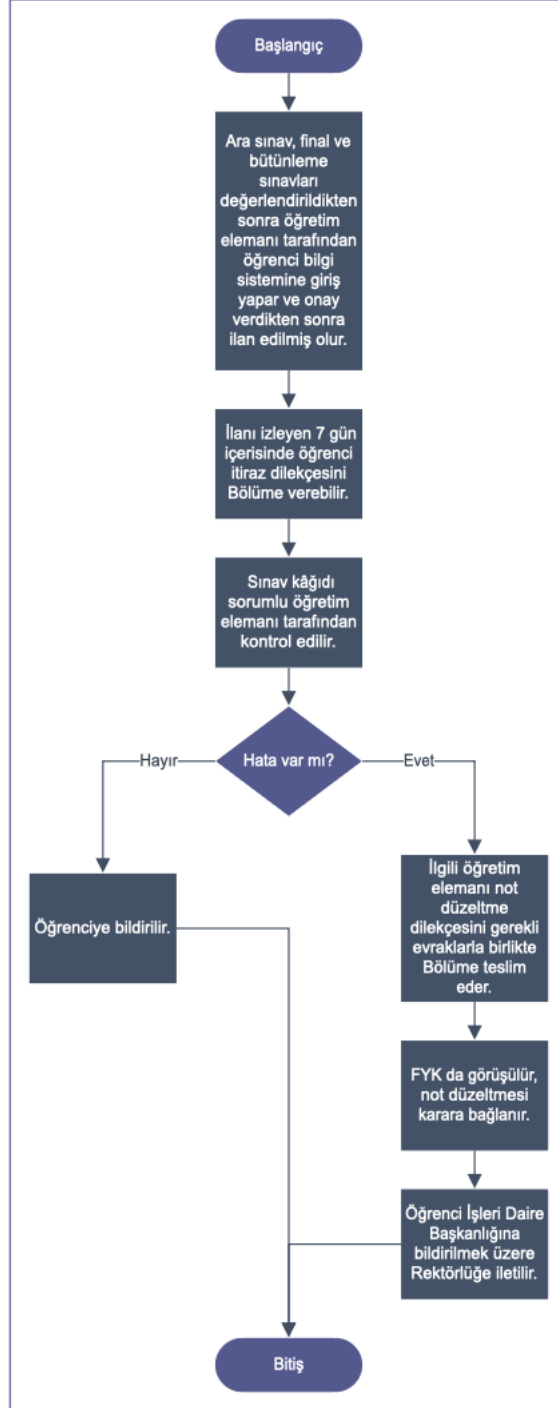 Başlangıç
Ara sınav, final ve
bütünleme
sınavları
değerlendirildikten
sonra öğretim
elemanı tarafından
öğrenci bilgi
sistemine giriş
yapar ve onay
verdikten sonra
ilan edilmiş olur.
İlanı izleyen 7 gün
içerisinde öğrenci
itiraz dilekçesini
Bölüme verebilir.
Sınav kâğıdı
sorumlu öğretim
elemanı tarafından
kontrol edilir.
Hata var mı?
Hayır
Evet
Öğrenciye bildirilir.
İlgili öğretim
elemanı not
düzeltme
dilekçesini gerekli
evraklarla birlikte
Bölüme teslim
eder.
FYK da görüşülür,
not düzeltmesi
karara bağlanır.
Öğrenci İşleri Daire
Başkanlığına
bildirilmek üzere
Rektörlüğe iletilir.
Bitiş